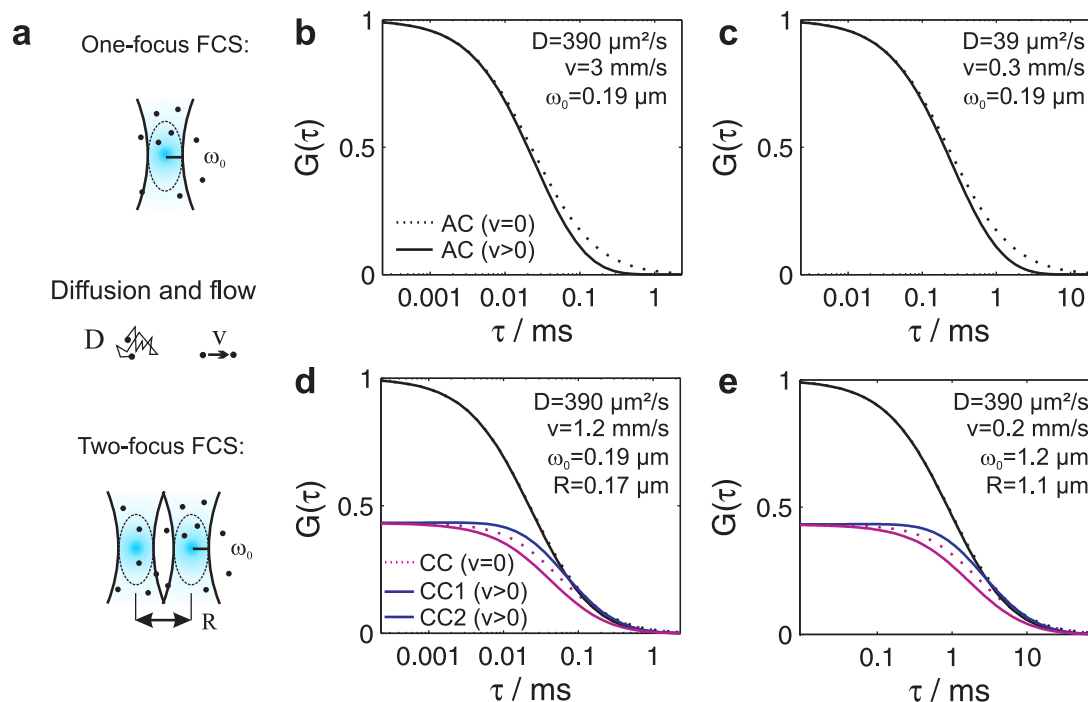 a
One-focus FCS:
ω₀
Diffusion and flow
D
v
Two-focus FCS:
ω₀
R
b
D=390 µm²/s
v=3 mm/s
ω₀=0.19 µm
AC (v=0)
AC (v>0)
G(τ)
1
0.5
0
0.001 0.01 0.1 1
τ / ms
c
D=39 µm²/s
v=0.3 mm/s
ω₀=0.19 µm
G(τ)
1
0.5
0
0.01 0.1 1 10
τ / ms
d
D=390 µm²/s
v=1.2 mm/s
ω₀=0.19 µm
R=0.17 µm
CC (v=0)
CC1 (v>0)
CC2 (v>0)
G(τ)
1
0.5
0
0.001 0.01 0.1 1
τ / ms
e
D=390 µm²/s
v=0.2 mm/s
ω₀=1.2 µm
R=1.1 µm
G(τ)
1
0.5
0
0.1 1 10
τ / ms